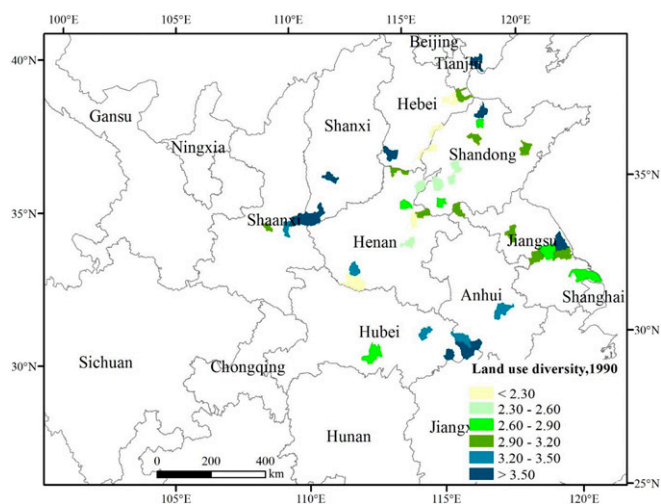 100°E 105°E 110°E 115°E 120°E
Beijing
40°N
Tianjin
Hebei
Gansu
Shanxi
Ningxia
Shandong
35°N
Shaanxi
Henan
Jiangsu
Anhui
Shanghai
Hubei
30°N
30°N
Sichuan
Chongqing
Land use diversity,1990
< 2.30
2.30 - 2.60
2.60 - 2.90
2.90 - 3.20
3.20 - 3.50
> 3.50
Hunan
Jiangx
0 200 400
km
25°N
105°E 110°E 115°E 120°E